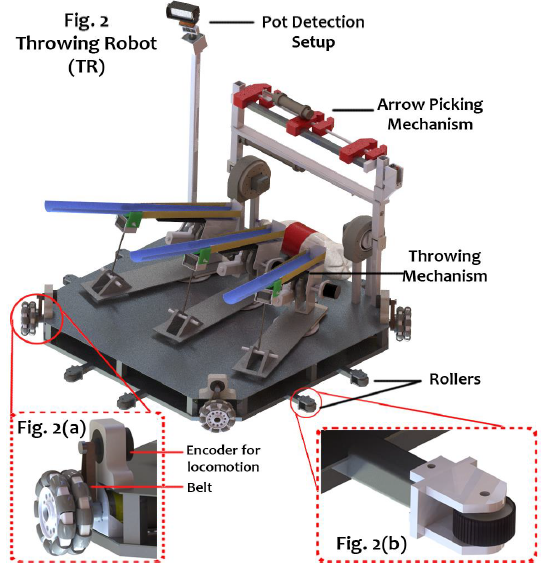 Fig. 2
Throwing Robot
(TR)
Pot Detection
Setup
Arrow Picking
Mechanism
Throwing
Mechanism
Rollers
Fig. 2(a)
Encoder for
locomotion
Belt
Fig. 2(b)